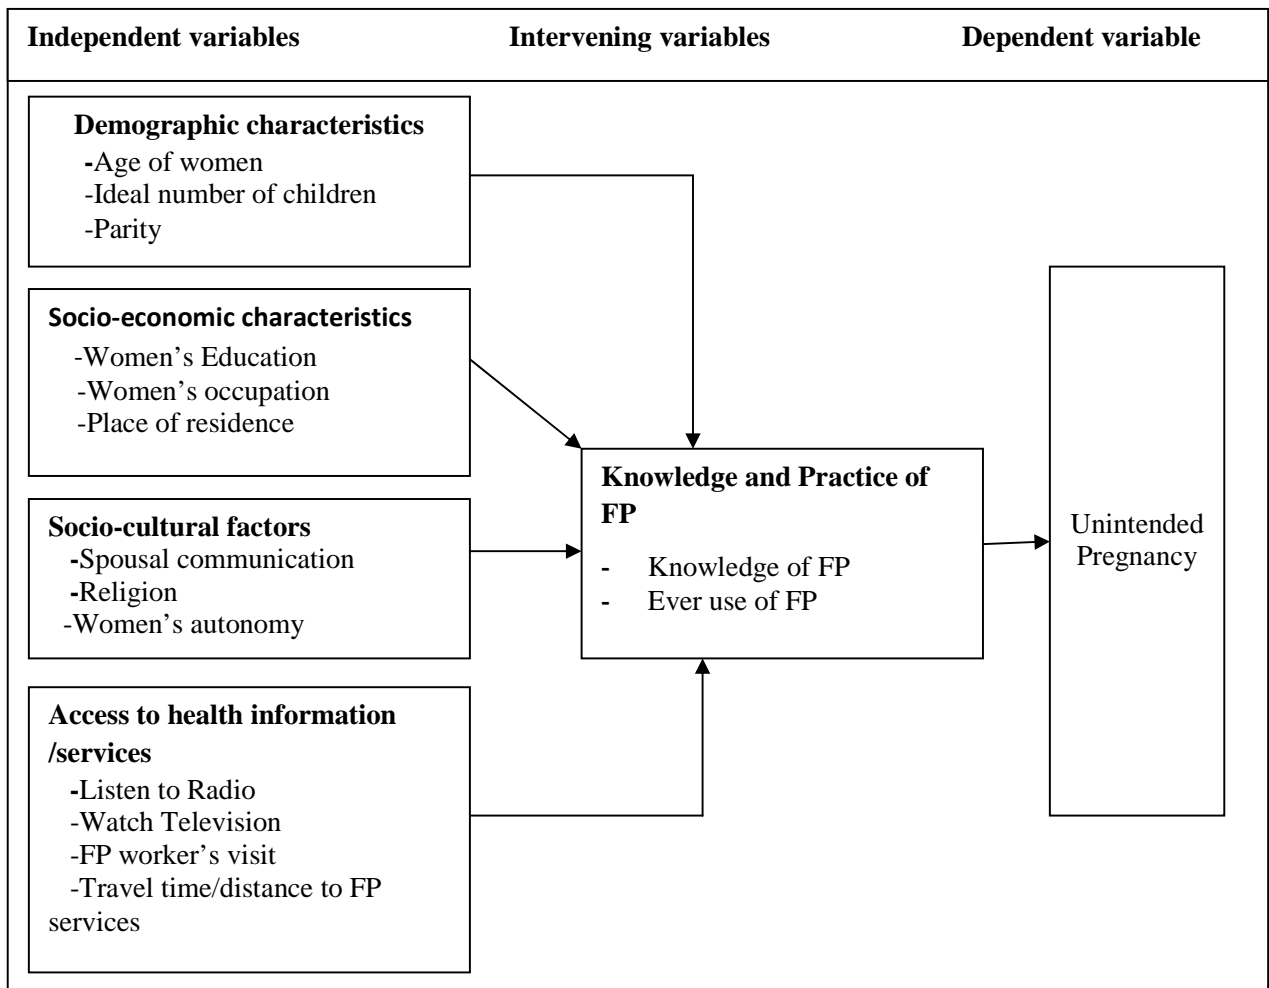 Independent variables Intervening variables Dependent variable
Demographic characteristics
-Age of women
-Ideal number of children
-Parity
Socio-economic characteristics
-Women’s Education
-Women’s occupation
-Place of residence
Socio-cultural factors
-Spousal communication
-Religion
-Women’s autonomy
Access to health information
/services
-Listen to Radio
-Watch Television
-FP worker’s visit
-Travel time/distance to FP
services
Knowledge and Practice of
FP
- Knowledge of FP
- Ever use of FP
Unintended
Pregnancy